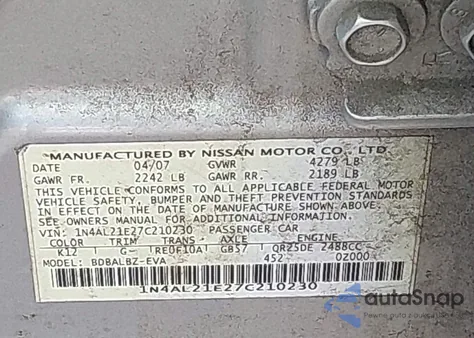 MANUFACTURED BY NISSAN MOTOR CO., LTD.
DATE 04/07 GVWR 4279 LB
GAWR FR. 2242 LB GAWR RR. 2189 LB
THIS VEHICLE CONFORMS TO ALL APPLICABLE FEDERAL MOTOR
VEHICLE SAFETY, BUMPER AND THEFT PREVENTION STANDARDS
IN EFFECT ON THE DATE OF MANUFACTURE SHOWN ABOVE.
SEE OWNERS MANUAL FOR ADDITIONAL INFORMATION.
VIN: 1N4AL21E27C210230 PASSENGER CAR
COLOR TRIM TRANS. AXLE ENGINE
K12 G RE0F10A GB57 QR25DE 2488CC
MODEL: BDBALBZ-EVA 452 02000
1N4AL21E27C210230
autoSnap